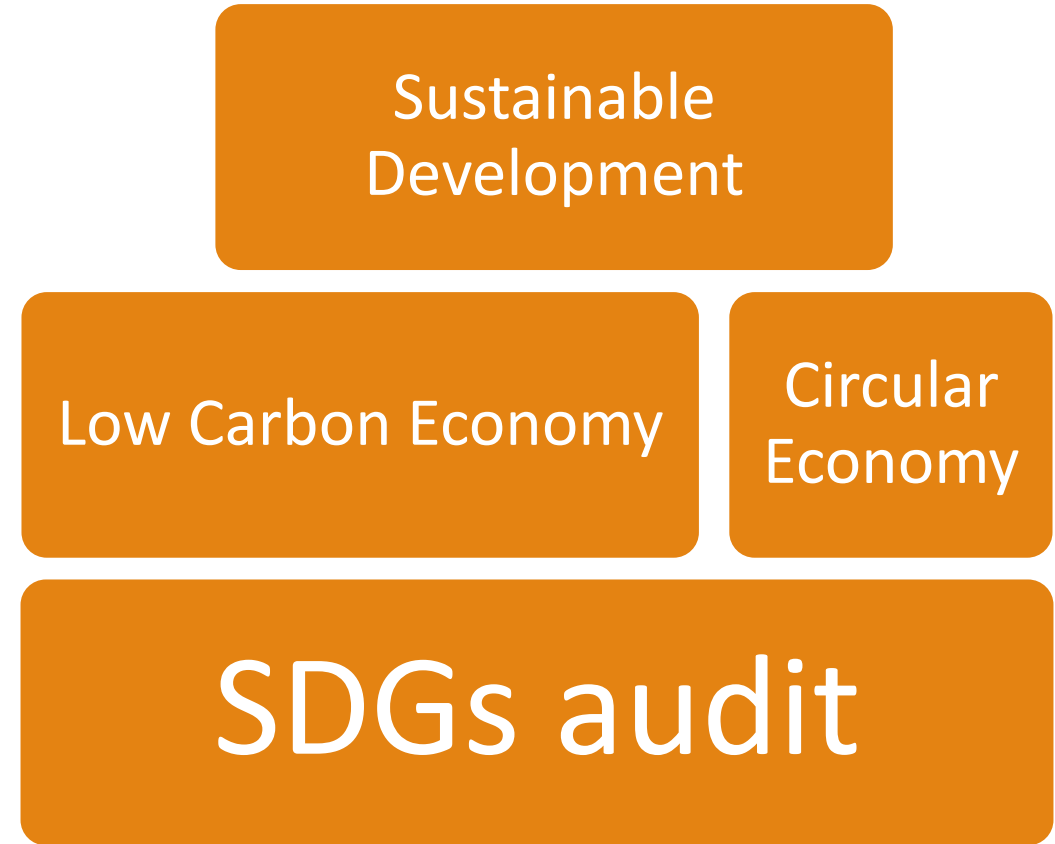 Sustainable
Development
Low Carbon Economy
Circular
Economy
SDGs audit